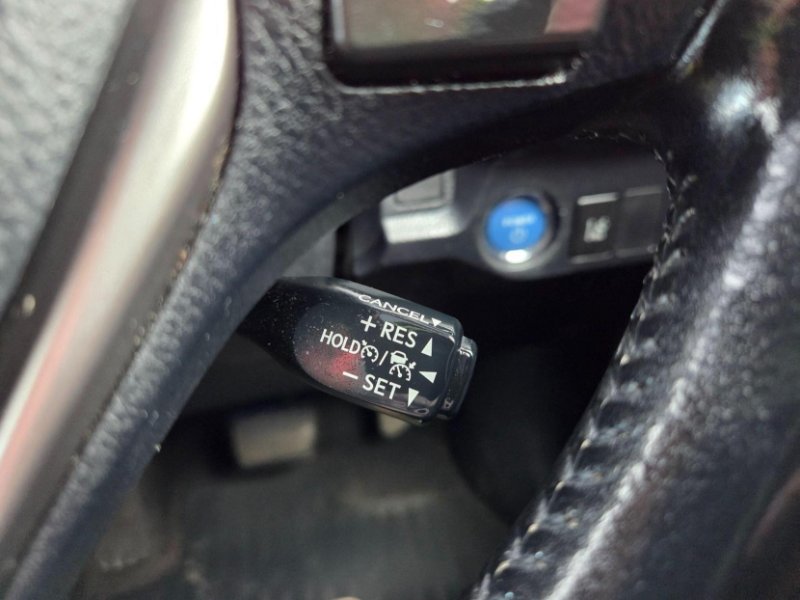 CANCEL
+ RES
HOLD /
− SET